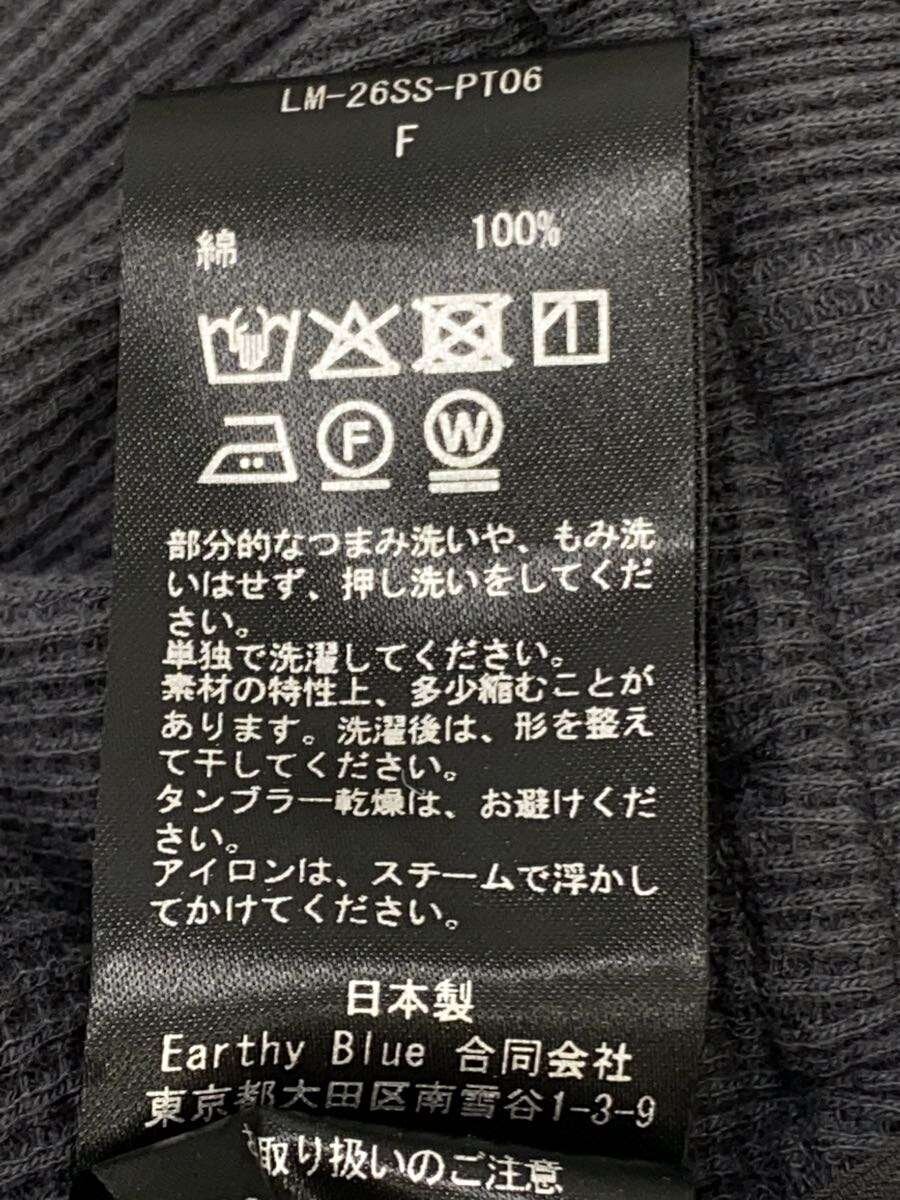 LM-26SS-PT06
F
綿 100%
F W
部分的なつまみ洗いや、もみ洗
いはせず、押し洗いをしてくだ
さい。
単独で洗濯してください。
素材の特性上、多少縮むことが
あります。洗濯後は、形を整え
て干してください。
タンブラー乾燥は、お避けくだ
さい。
アイロンは、スチームで浮かし
てかけてください。
日本製
Earthy Blue 合同会社
東京都大田区南雪谷1-3-9
取り扱いのご注意